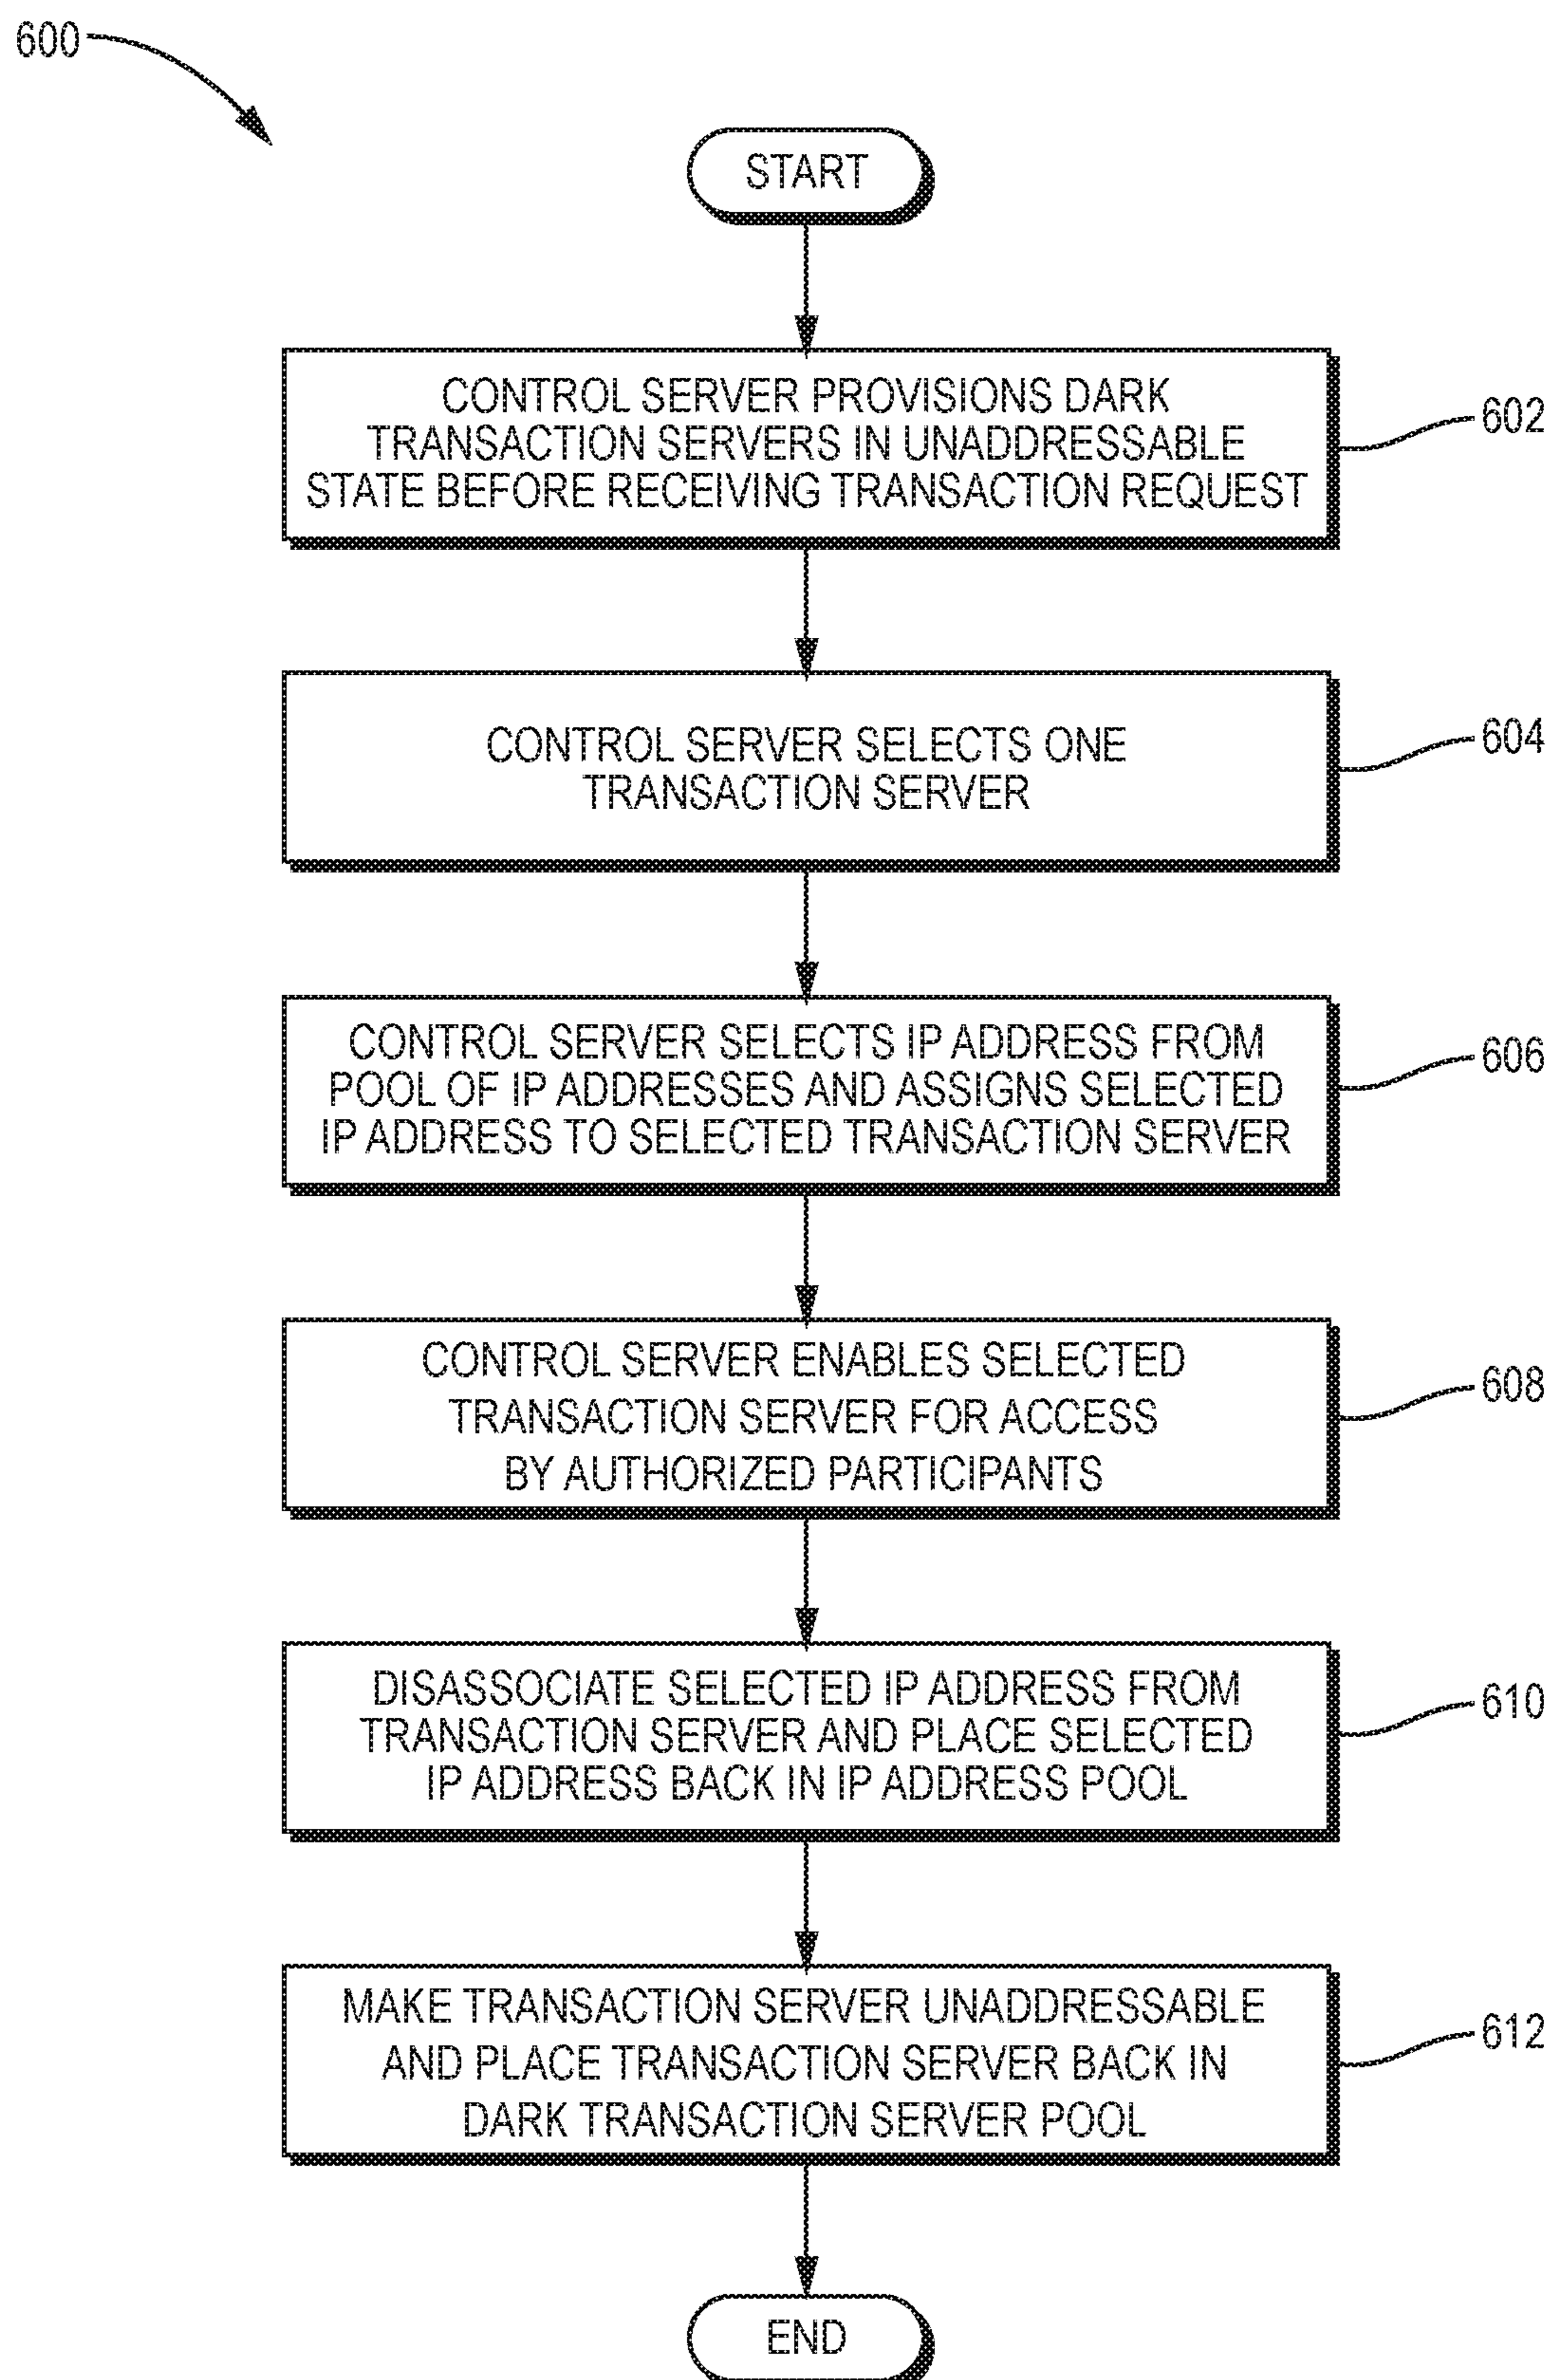 600
START
CONTROL SERVER PROVISIONS DARK
TRANSACTION SERVERS IN UNADDRESSABLE
STATE BEFORE RECEIVING TRANSACTION REQUEST
602
CONTROL SERVER SELECTS ONE
TRANSACTION SERVER
604
CONTROL SERVER SELECTS IP ADDRESS FROM
POOL OF IP ADDRESSES AND ASSIGNS SELECTED
IP ADDRESS TO SELECTED TRANSACTION SERVER
606
CONTROL SERVER ENABLES SELECTED
TRANSACTION SERVER FOR ACCESS
BY AUTHORIZED PARTICIPANTS
608
DISASSOCIATE SELECTED IP ADDRESS FROM
TRANSACTION SERVER AND PLACE SELECTED
IP ADDRESS BACK IN IP ADDRESS POOL
610
MAKE TRANSACTION SERVER UNADDRESSABLE
AND PLACE TRANSACTION SERVER BACK IN
DARK TRANSACTION SERVER POOL
612
END